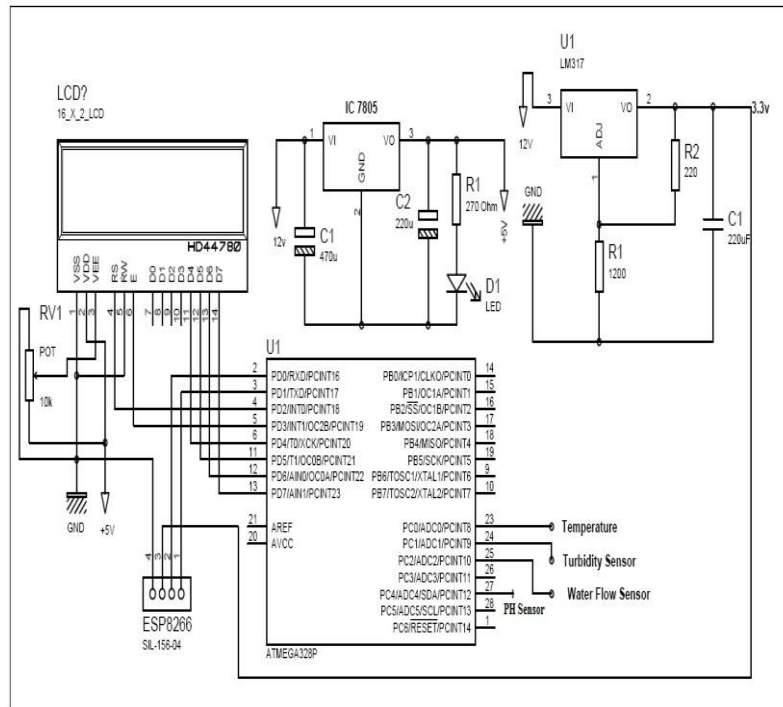 LCD?
16_X_2_LCD
HD44780
VSS
VDD
VEE
RS
RW
E
D0
D1
D2
D3
D4
D5
D6
D7
1
2
3
4
5
6
7
8
9
10
11
12
13
14
RV1
POT
10k
GND
+5V
IC 7805
1
VI
VO
3
GND
2
12v
C1
470u
C2
220u
R1
270 Ohm
D1
LED
+5V
U1
LM317
3
VI
VO
2
ADJ
1
12V
GND
3.3v
R2
220
R1
1200
C1
220uF
U1
2 PD0/RXD/PCINT16 PB0/ICP1/CLKO/PCINT0 14
3 PD1/TXD/PCINT17 PB1/OC1A/PCINT1 15
4 PD2/INT0/PCINT18 PB2/SS/OC1B/PCINT2 16
5 PD3/INT1/OC2B/PCINT19 PB3/MOSI/OC2A/PCINT3 17
6 PD4/T0/XCK/PCINT20 PB4/MISO/PCINT4 18
11 PD5/T1/OC0B/PCINT21 PB5/SCK/PCINT5 19
12 PD6/AIN0/OC0A/PCINT22 PB6/TOSC1/XTAL1/PCINT6 9
13 PD7/AIN1/PCINT23 PB7/TOSC2/XTAL2/PCINT7 10
21 AREF PC0/ADC0/PCINT8 23
20 AVCC PC1/ADC1/PCINT9 24
PC2/ADC2/PCINT10 25
PC3/ADC3/PCINT11 26
PC4/ADC4/SDA/PCINT12 27
PC5/ADC5/SCL/PCINT13 28
PC6/RESET/PCINT14 1
ATMEGA328P
Temperature
Turbidity Sensor
Water Flow Sensor
PH Sensor
4
3
2
1
ESP8266
SIL-156-04